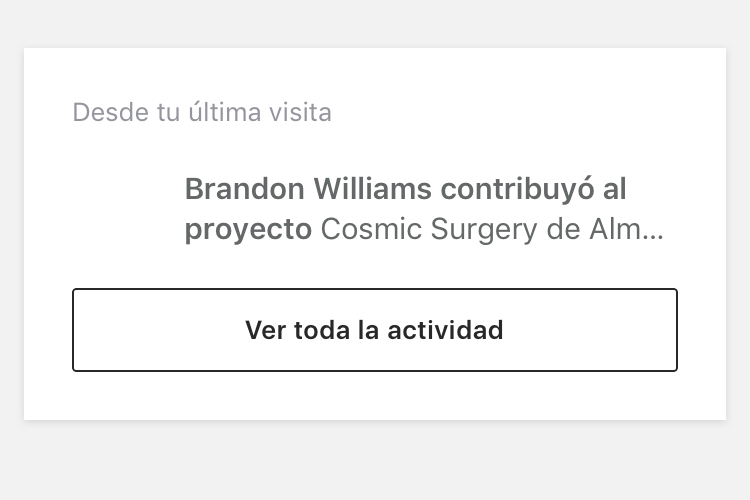 Desde tu última visita
Brandon Williams contribuyó al
proyecto Cosmic Surgery de Alm...
Ver toda la actividad